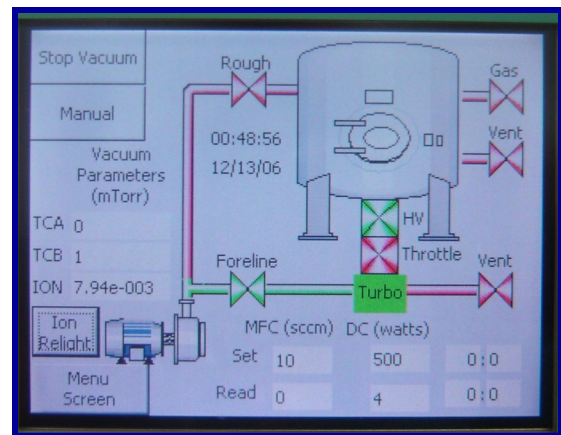 Stop Vacuum
Manual
Vacuum
Parameters
(mTorr)
TCA 0
TCB 1
ION 7.94e-003
Ion
Relight
Menu
Screen
Rough
00:48:56
12/13/06
Gas
Vent
HV
Throttle
Foreline
Turbo
Vent
MFC (sccm) DC (watts)
Set 10 500 0:0
Read 0 4 0:0